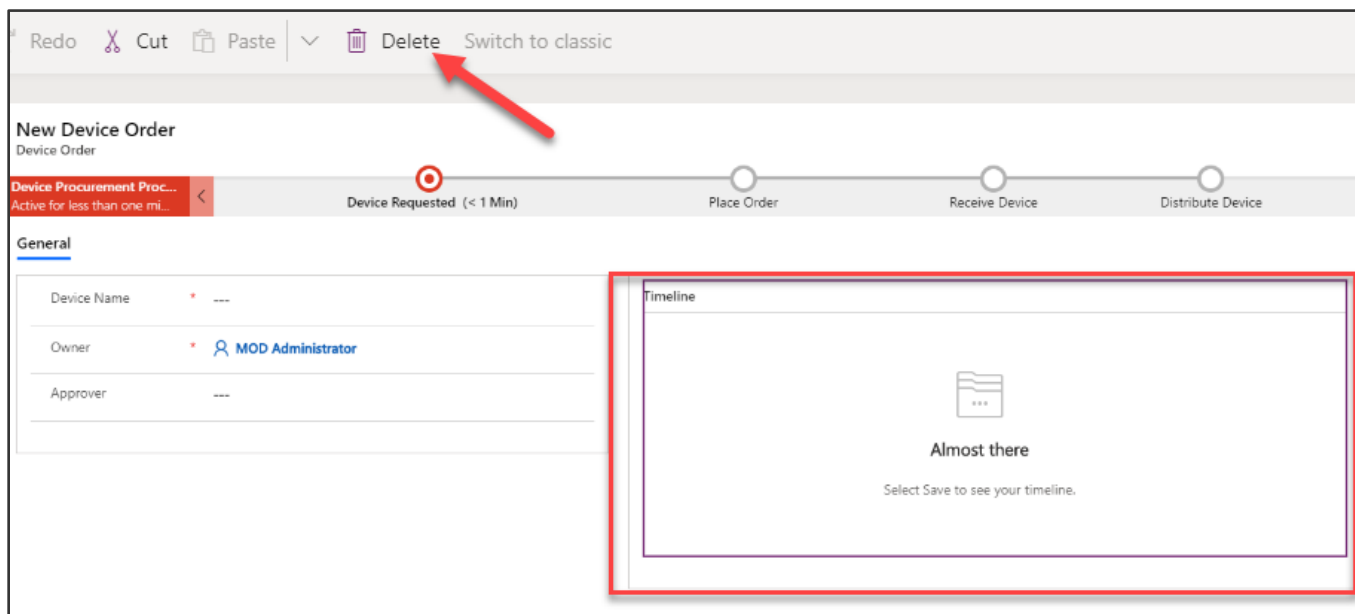 Redo Cut Paste Delete Switch to classic
New Device Order
Device Order
Device Procurement Proc...
Active for less than one mi...
Device Requested (< 1 Min)
Place Order
Receive Device
Distribute Device
General
Device Name * ---
Owner * MOD Administrator
Approver ---
Timeline
Almost there
Select Save to see your timeline.